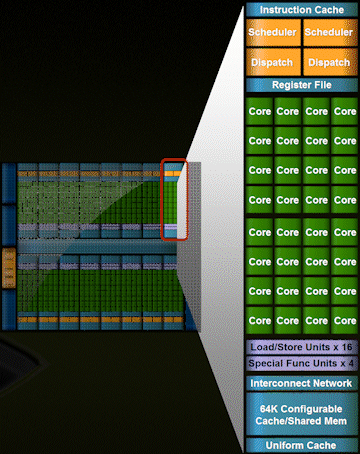 Instruction Cache
Scheduler Scheduler
Dispatch Dispatch
Register File
Core Core Core Core
Core Core Core Core
Core Core Core Core
Core Core Core Core
Core Core Core Core
Core Core Core Core
Core Core Core Core
Core Core Core Core
Load/Store Units x 16
Special Func Units x 4
Interconnect Network
64K Configurable
Cache/Shared Mem
Uniform Cache